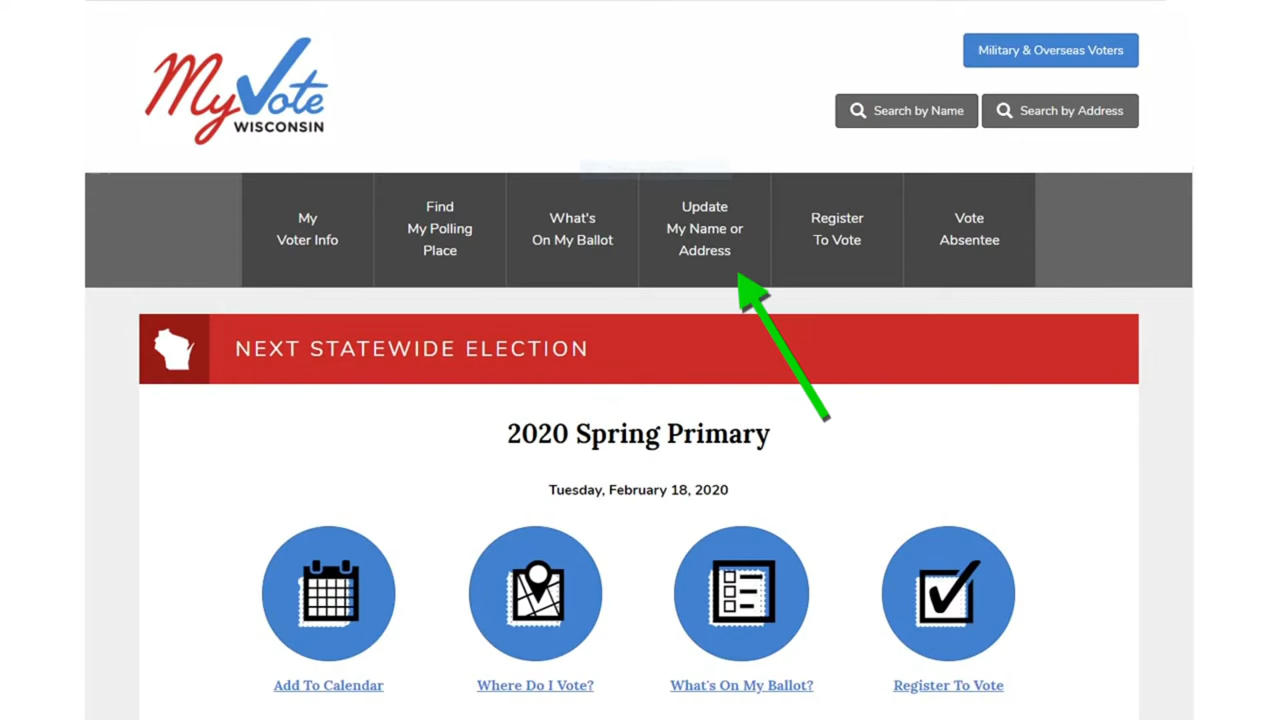 My Vote
WISCONSIN
Military & Overseas Voters
Search by Name
Search by Address
My
Voter Info
Find
My Polling
Place
What's
On My Ballot
Update
My Name or
Address
Register
To Vote
Vote
Absentee
NEXT STATEWIDE ELECTION
2020 Spring Primary
Tuesday, February 18, 2020
Add To Calendar
Where Do I Vote?
What's On My Ballot?
Register To Vote